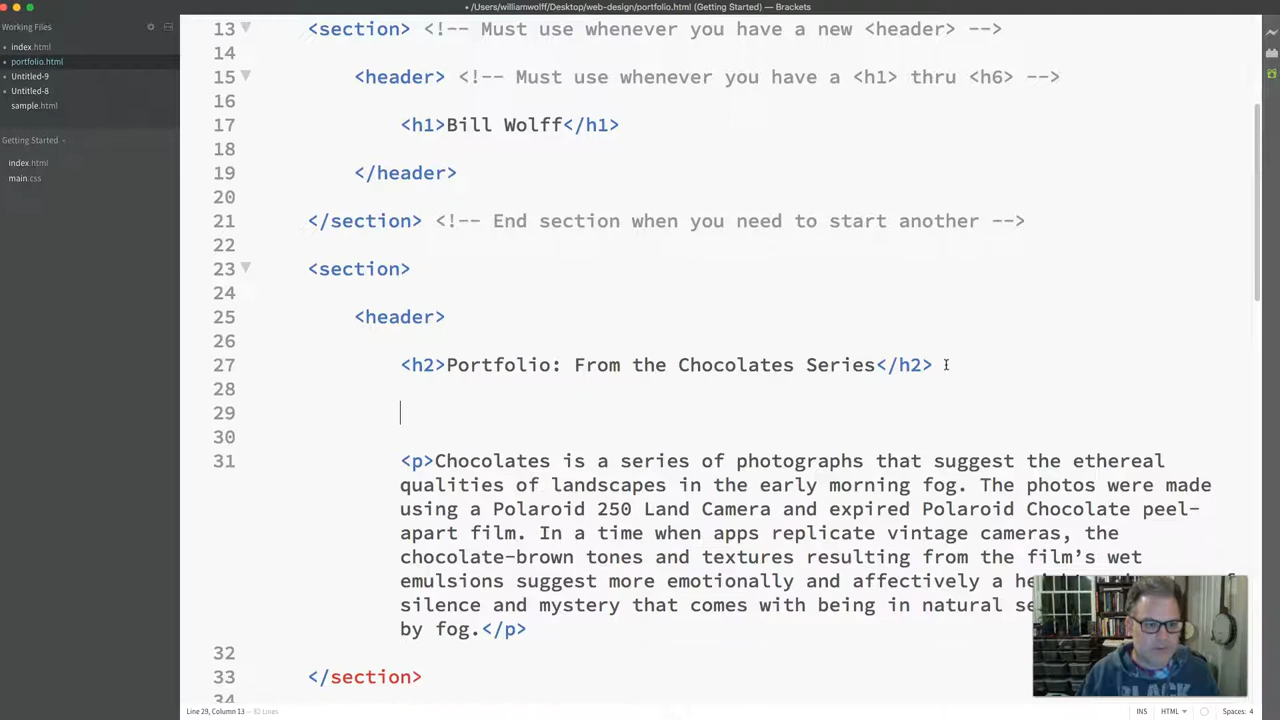 /Users/williamwolff/Desktop/web-design/portfolio.html (Getting Started) — Brackets
Working Files
index.html
portfolio.html
Untitled-9
Untitled-8
sample.html
Getting Started
index.html
main.css
13 <section> <!-- Must use whenever you have a new <header> -->
14
15 <header> <!-- Must use whenever you have a <h1> thru <h6> -->
16
17 <h1>Bill Wolff</h1>
18
19 </header>
20
21 </section> <!-- End section when you need to start another -->
22
23 <section>
24
25 <header>
26
27 <h2>Portfolio: From the Chocolates Series</h2>
28
29
30
31 <p>Chocolates is a series of photographs that suggest the ethereal
qualities of landscapes in the early morning fog. The photos were made
using a Polaroid 250 Land Camera and expired Polaroid Chocolate peel-
apart film. In a time when apps replicate vintage cameras, the
chocolate-brown tones and textures resulting from the film’s wet
emulsions suggest more emotionally and affectively a
silence and mystery that comes with being in natural
by fog.</p>
32
33 </section>
34
Line 29, Column 13 — 82 Lines
INS HTML Spaces: 4